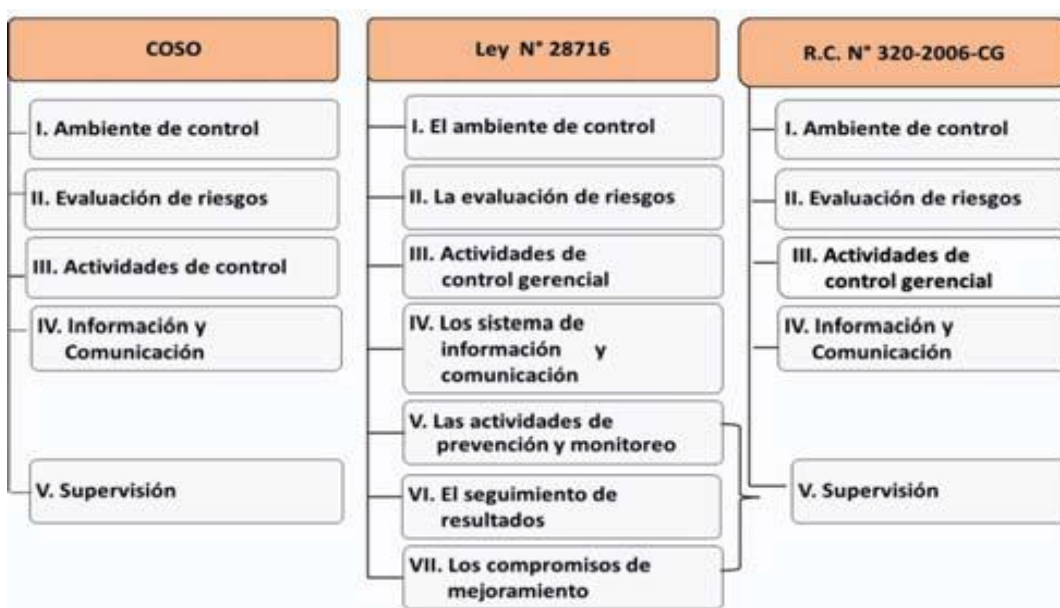 COSO
I. Ambiente de control
II. Evaluación de riesgos
III. Actividades de control
IV. Información y
Comunicación
V. Supervisión
Ley N° 28716
I. El ambiente de control
II. La evaluación de riesgos
III. Actividades de
control gerencial
IV. Los sistema de
información y
comunicación
V. Las actividades de
prevención y monitoreo
VI. El seguimiento de
resultados
VII. Los compromisos de
mejoramiento
R.C. N° 320-2006-CG
I. Ambiente de control
II. Evaluación de riesgos
III. Actividades de
control gerencial
IV. Información y
Comunicación
V. Supervisión